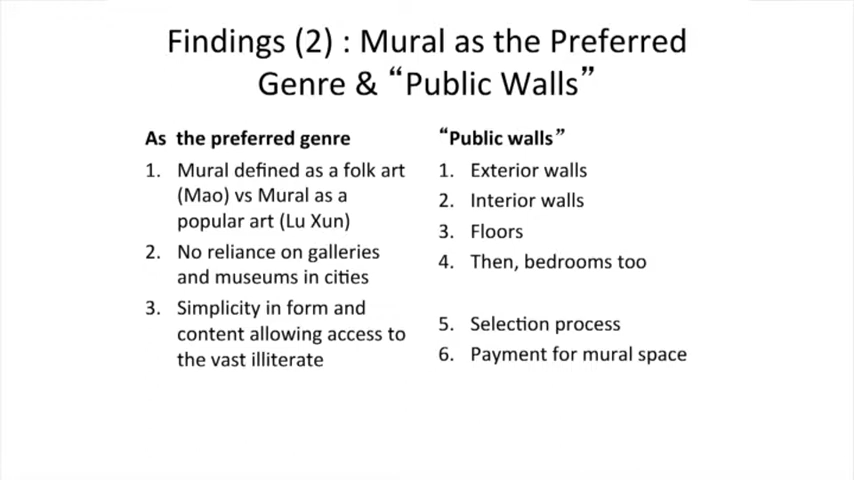 Findings (2) : Mural as the Preferred
Genre & “Public Walls”
As the preferred genre
1. Mural defined as a folk art
(Mao) vs Mural as a
popular art (Lu Xun)
2. No reliance on galleries
and museums in cities
3. Simplicity in form and
content allowing access to
the vast illiterate
“Public walls”
1. Exterior walls
2. Interior walls
3. Floors
4. Then, bedrooms too
5. Selection process
6. Payment for mural space